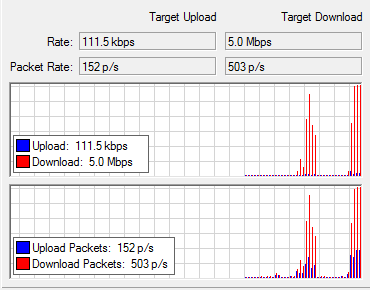 Target Upload Target Download
Rate: 111.5 kbps 5.0 Mbps
Packet Rate: 152 p/s 503 p/s
Upload: 111.5 kbps
Download: 5.0 Mbps
Upload Packets: 152 p/s
Download Packets: 503 p/s